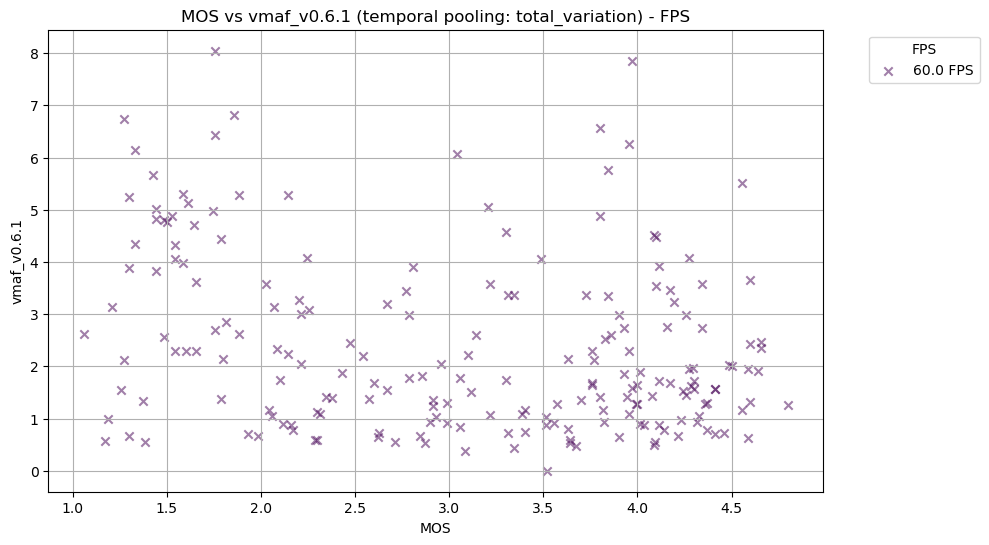 MOS vs vmaf_v0.6.1 (temporal pooling: total_variation) - FPS
FPS
60.0 FPS
8
7
6
5
4
3
2
1
0
vmaf_v0.6.1
1.0 1.5 2.0 2.5 3.0 3.5 4.0 4.5
MOS